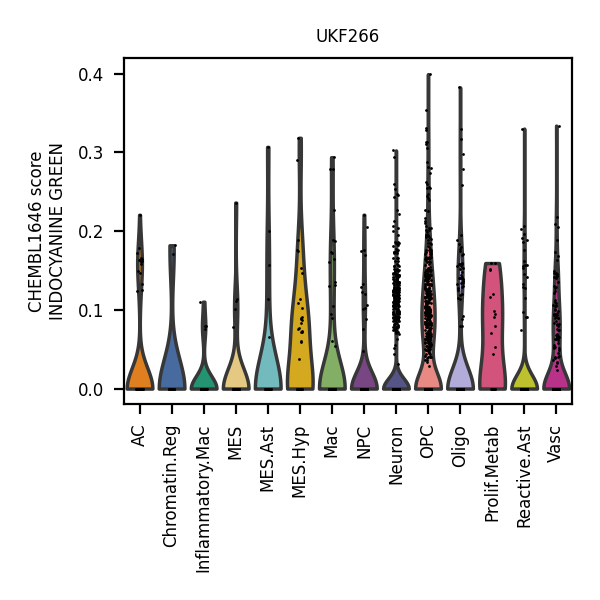 UKF266
CHEMBL1646 score
INDOCYANINE GREEN
0.4
0.3
0.2
0.1
0.0
AC
Chromatin.Reg
Inflammatory.Mac
MES
MES.Ast
MES.Hyp
Mac
NPC
Neuron
OPC
Oligo
Prolif.Metab
Reactive.Ast
Vasc